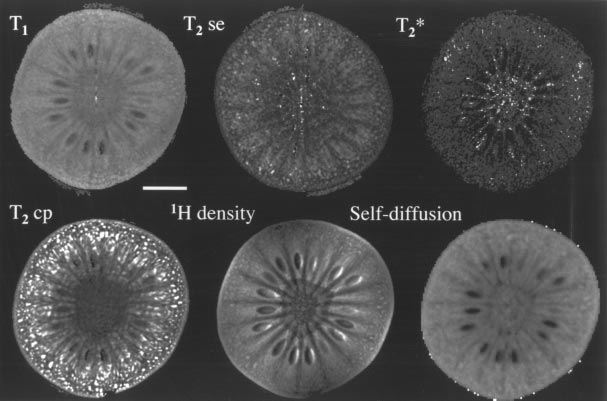 T₁
T₂ se
T₂*
T₂ cp
¹H density
Self-diffusion